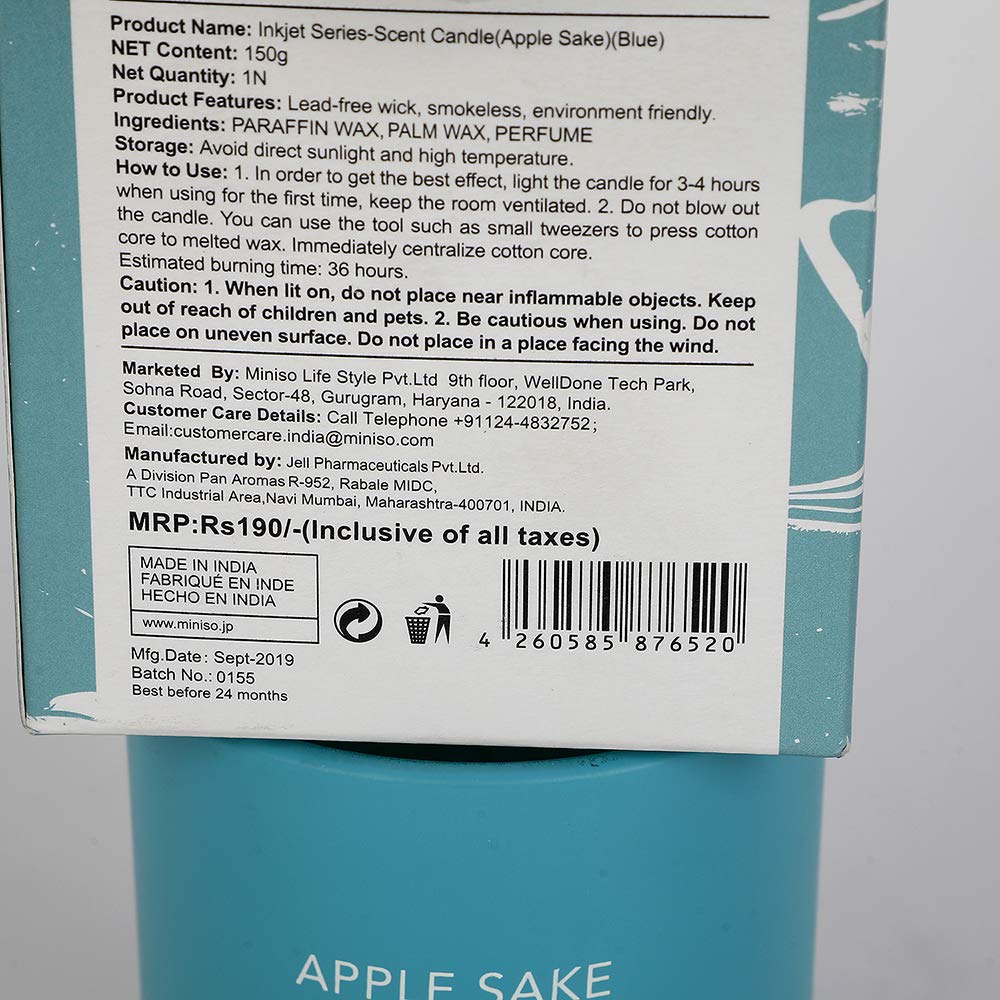 Product Name: Inkjet Series-Scent Candle(Apple Sake)(Blue)
NET Content: 150g
Net Quantity: 1N
Product Features: Lead-free wick, smokeless, environment friendly.
Ingredients: PARAFFIN WAX, PALM WAX, PERFUME
Storage: Avoid direct sunlight and high temperature.
How to Use: 1. In order to get the best effect, light the candle for 3-4 hours
when using for the first time, keep the room ventilated. 2. Do not blow out
the candle. You can use the tool such as small tweezers to press cotton
core to melted wax. Immediately centralize cotton core.
Estimated burning time: 36 hours.
Caution: 1. When lit on, do not place near inflammable objects. Keep
out of reach of children and pets. 2. Be cautious when using. Do not
place on uneven surface. Do not place in a place facing the wind.
Marketed By: Miniso Life Style Pvt.Ltd 9th floor, WellDone Tech Park,
Sohna Road, Sector-48, Gurugram, Haryana - 122018, India.
Customer Care Details: Call Telephone +91124-4832752;
Email:customercare.india@miniso.com
Manufactured by: Jell Pharmaceuticals Pvt.Ltd.
A Division Pan Aromas R-952, Rabale MIDC,
TTC Industrial Area,Navi Mumbai, Maharashtra-400701, INDIA.
MRP:Rs190/-(Inclusive of all taxes)
MADE IN INDIA
FABRIQUÉ EN INDE
HECHO EN INDIA
www.miniso.jp
4 260585 876520
Mfg.Date: Sept-2019
Batch No.: 0155
Best before 24 months
APPLE SAKE